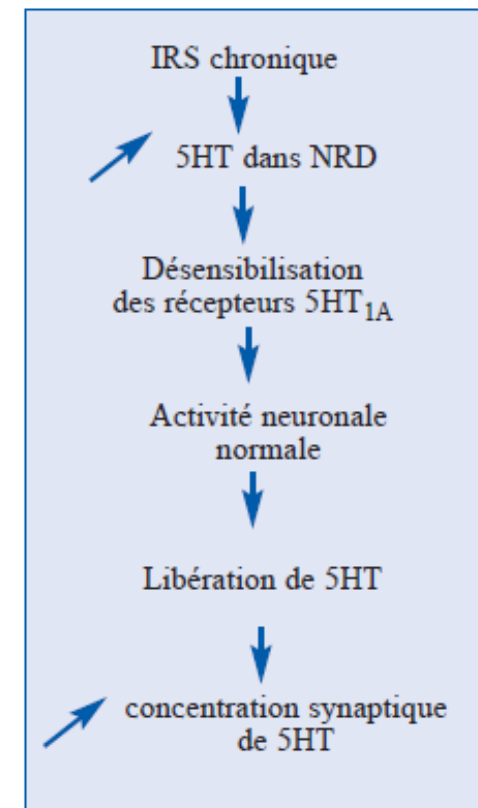 IRS chronique
5HT dans NRD
Désensibilisation
des récepteurs 5HT1A
Activité neuronale
normale
Libération de 5HT
concentration synaptique
de 5HT